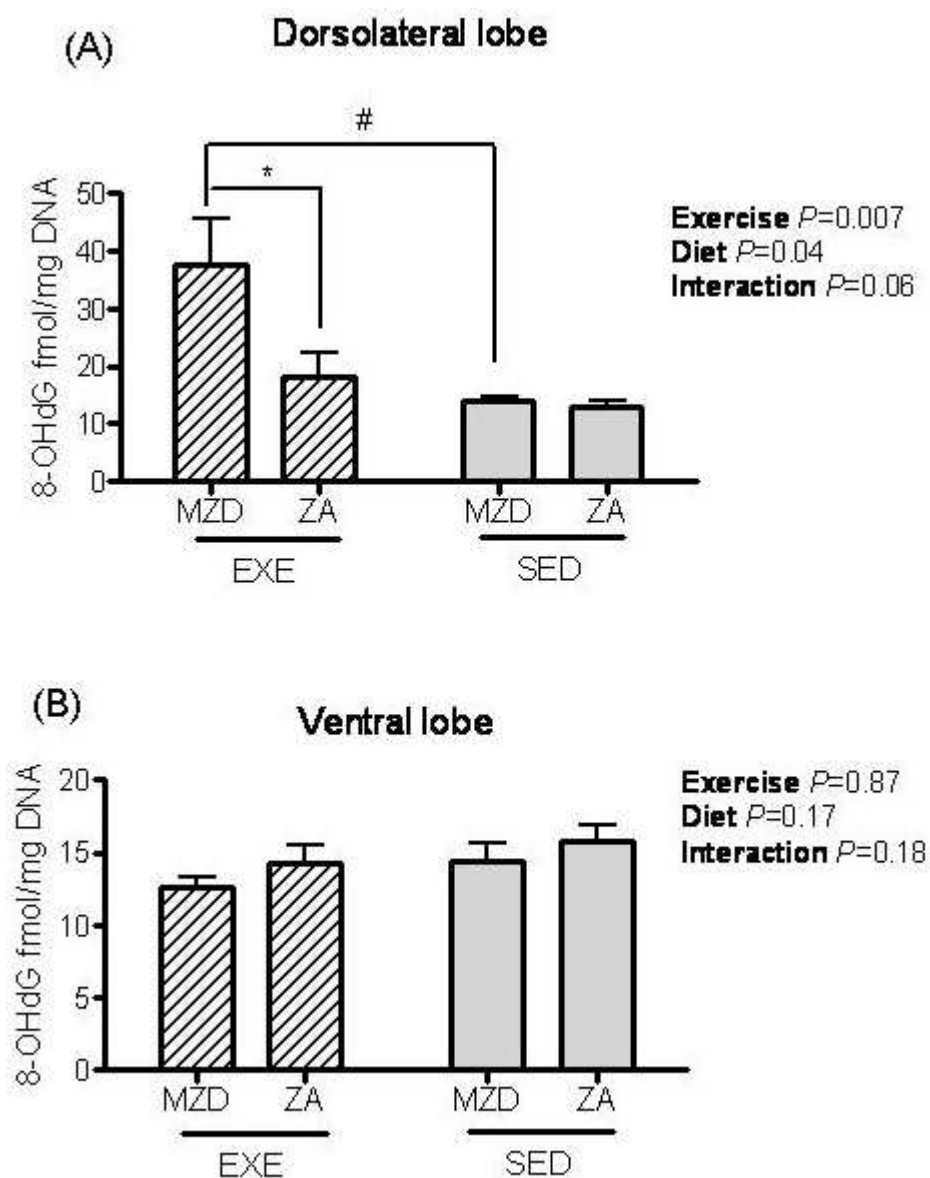 (A)
Dorsolateral lobe
#
*
8-OHdG fmol/mg DNA
50
40
30
20
10
0
Exercise P=0.007
Diet P=0.04
Interaction P=0.06
MZD ZA MZD ZA
EXE SED
(B)
Ventral lobe
8-OHdG fmol/mg DNA
20
15
10
5
0
Exercise P=0.87
Diet P=0.17
Interaction P=0.18
MZD ZA MZD ZA
EXE SED